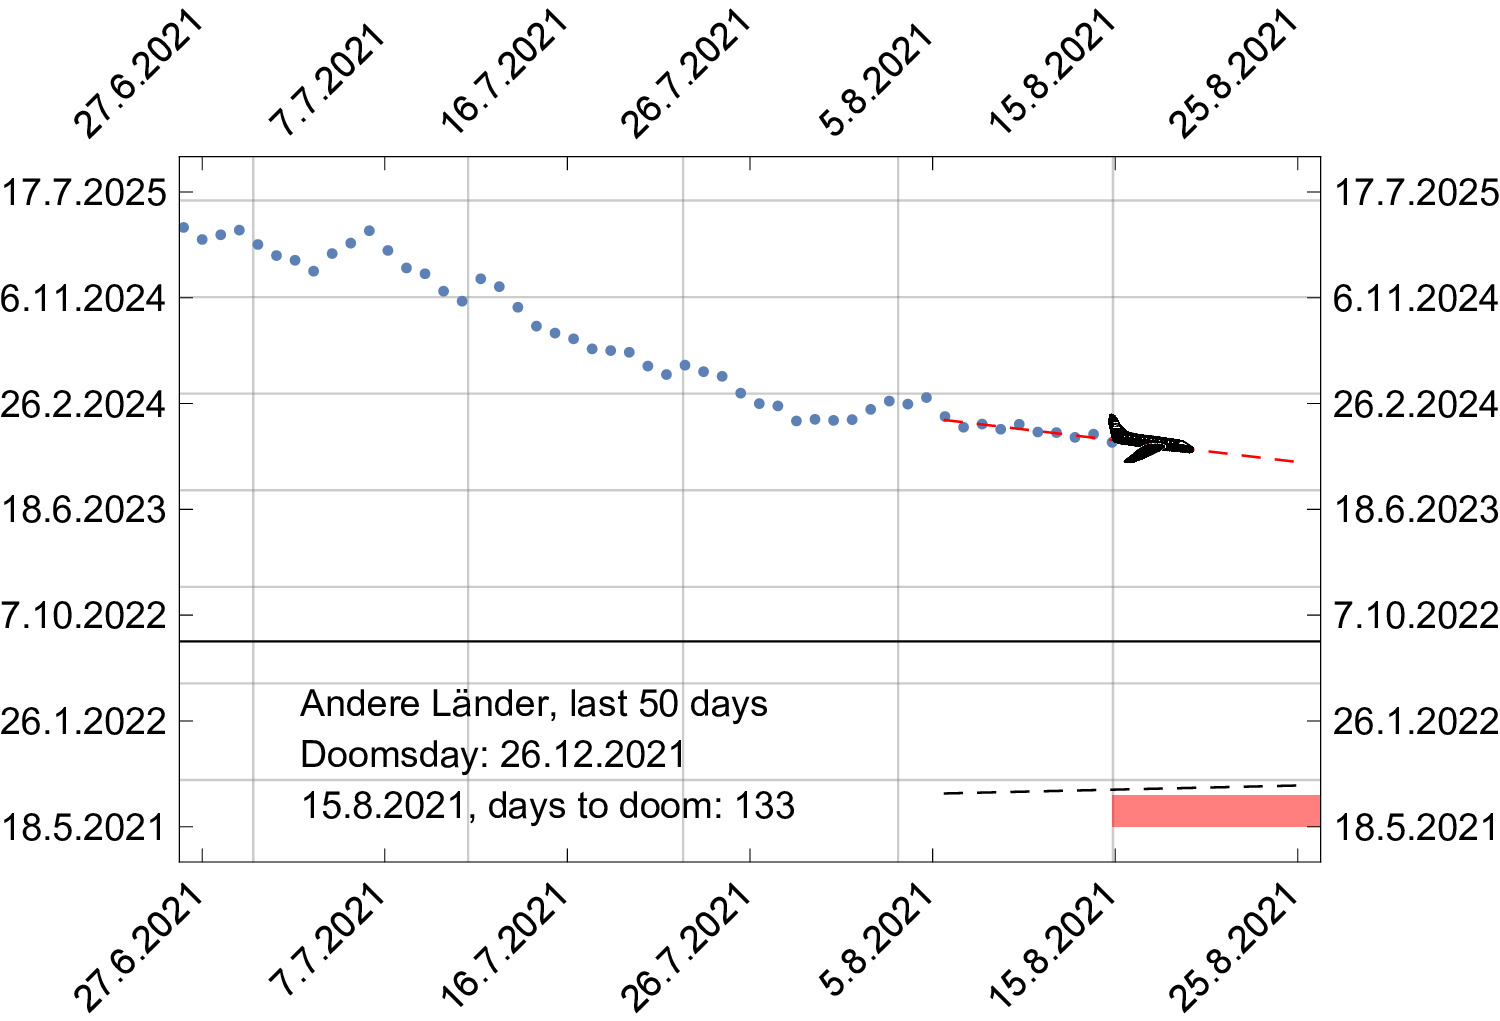 27.6.2021 7.7.2021 16.7.2021 26.7.2021 5.8.2021 15.8.2021 25.8.2021
17.7.2025 17.7.2025
6.11.2024 6.11.2024
26.2.2024 26.2.2024
18.6.2023 18.6.2023
7.10.2022 7.10.2022
26.1.2022 26.1.2022
18.5.2021 18.5.2021
Andere Länder, last 50 days
Doomsday: 26.12.2021
15.8.2021, days to doom: 133
27.6.2021 7.7.2021 16.7.2021 26.7.2021 5.8.2021 15.8.2021 25.8.2021